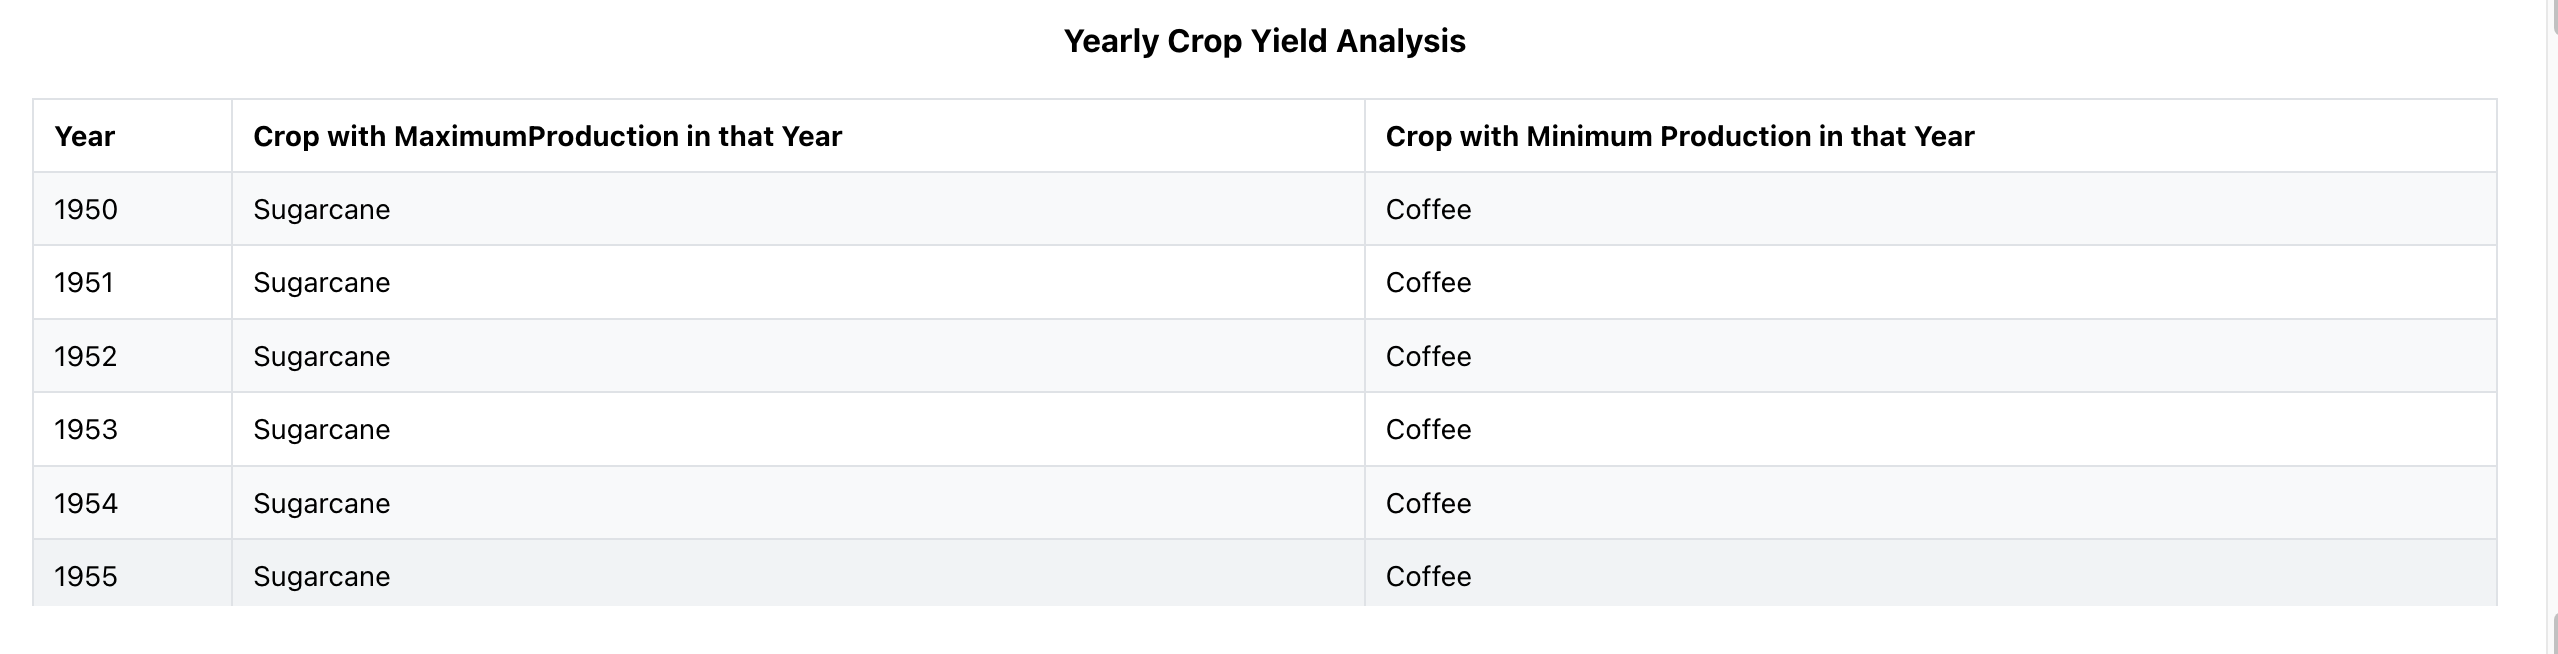 Yearly Crop Yield Analysis
Year Crop with MaximumProduction in that Year Crop with Minimum Production in that Year
1950 Sugarcane Coffee
1951 Sugarcane Coffee
1952 Sugarcane Coffee
1953 Sugarcane Coffee
1954 Sugarcane Coffee
1955 Sugarcane Coffee